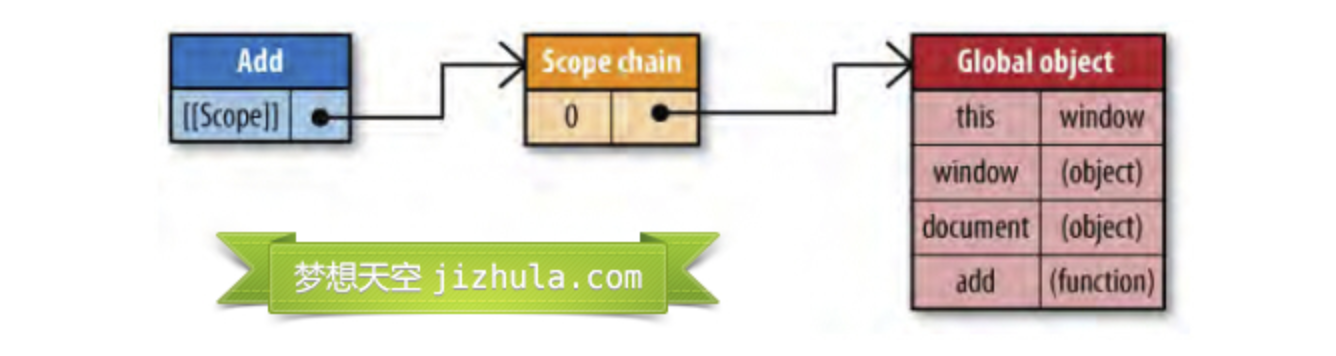 Add
[[Scope]]
Scope chain
0
Global object
this window
window (object)
document (object)
add (function)
梦想天空 jizhula.com